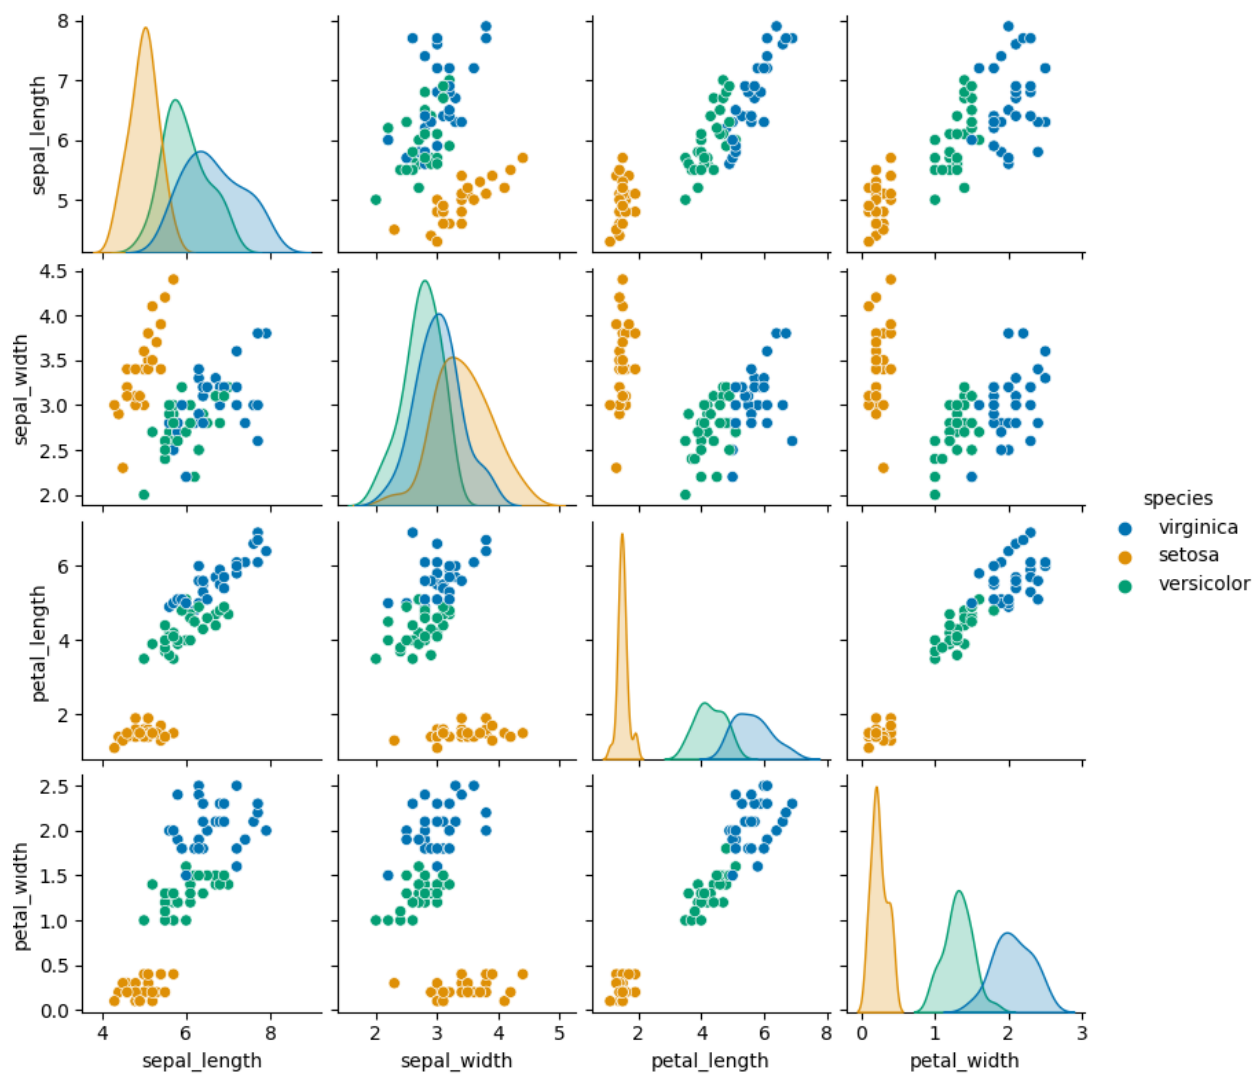 8
7
6
5
sepal_length
4.5
4.0
3.5
3.0
2.5
2.0
sepal_width
6
4
2
petal_length
2.5
2.0
1.5
1.0
0.5
0.0
petal_width
4 6 8
sepal_length
2 3 4 5
sepal_width
2 4 6 8
petal_length
0 1 2 3
petal_width
species
virginica
setosa
versicolor